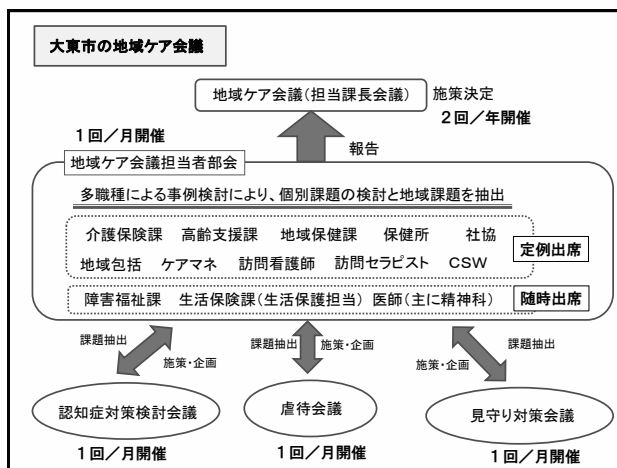 大東市の地域ケア会議
地域ケア会議(担当課長会議)
施策決定
2回/年開催
1回/月開催
報告
地域ケア会議担当者部会
多職種による事例検討により、個別課題の検討と地域課題を抽出
介護保険課 高齢支援課 地域保健課 保健所 社協
地域包括 ケアマネ 訪問看護師 訪問セラピスト CSW
定例出席
障害福祉課 生活保険課(生活保護担当) 医師(主に精神科)
随時出席
課題抽出
施策・企画
課題抽出
施策・企画
課題抽出
施策・企画
認知症対策検討会議
虐待会議
見守り対策会議
1回/月開催
1回/月開催
1回/月開催